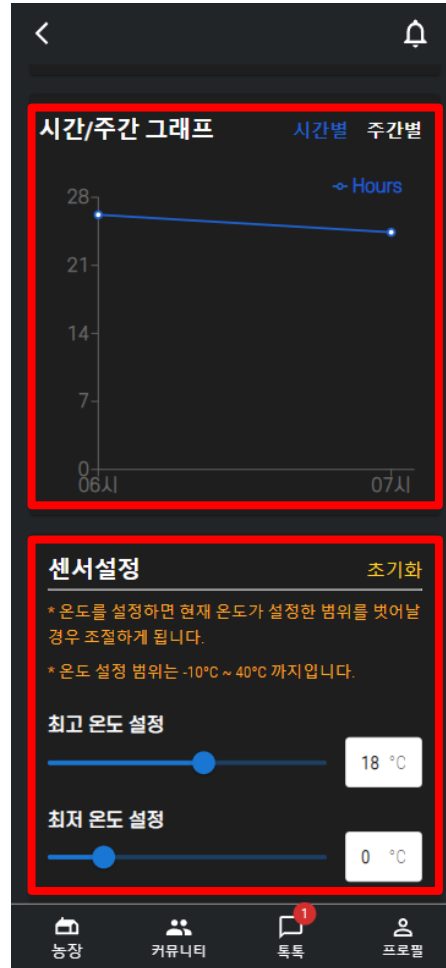 시간/주간 그래프 시간별 주간별
Hours
28
21
14
7
0
06시 07시
센서설정 초기화
* 온도를 설정하면 현재 온도가 설정한 범위를 벗어날
경우 조절하게 됩니다.
* 온도 설정 범위는 -10°C ~ 40°C 까지입니다.
최고 온도 설정
18 °C
최저 온도 설정
0 °C
1
농장 커뮤니티 톡톡 프로필